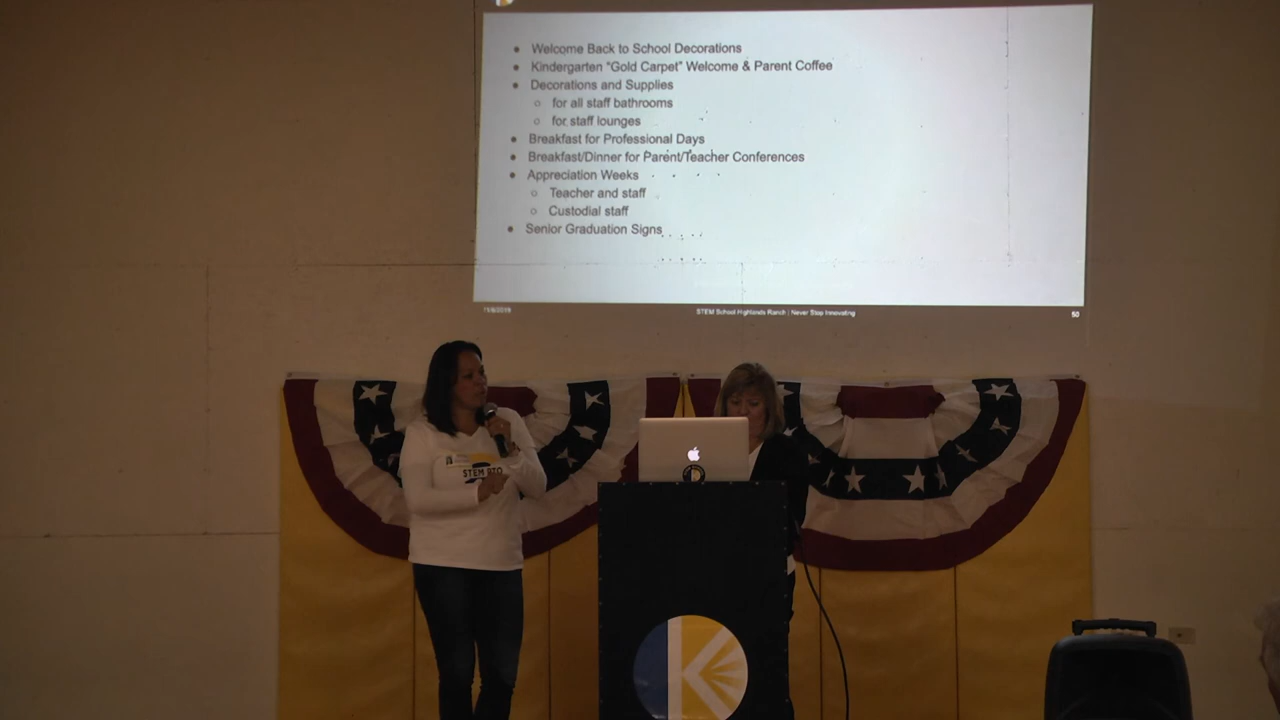 Welcome Back to School Decorations
Kindergarten "Gold Carpet" Welcome & Parent Coffee
Decorations and Supplies
for all staff bathrooms
for staff lounges
Breakfast for Professional Days
Breakfast/Dinner for Parent/Teacher Conferences
Appreciation Weeks
Teacher and staff
Custodial staff
Senior Graduation Signs
STEM School Highlands Ranch | Never Stop Innovating
50
STEM PTO